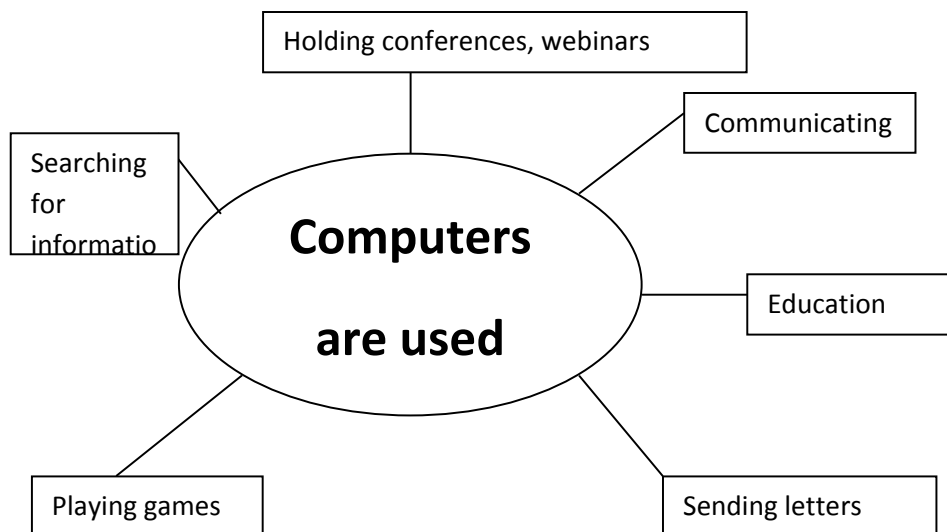 Holding conferences, webinars
Communicating
Searching
for
informatio
Computers
are used
Education
Playing games
Sending letters